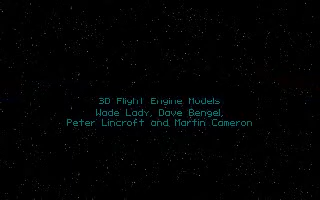 3D Flight Engine Models
Wade Lady, Dave Bengel,
Peter Lincroft and Martin Cameron